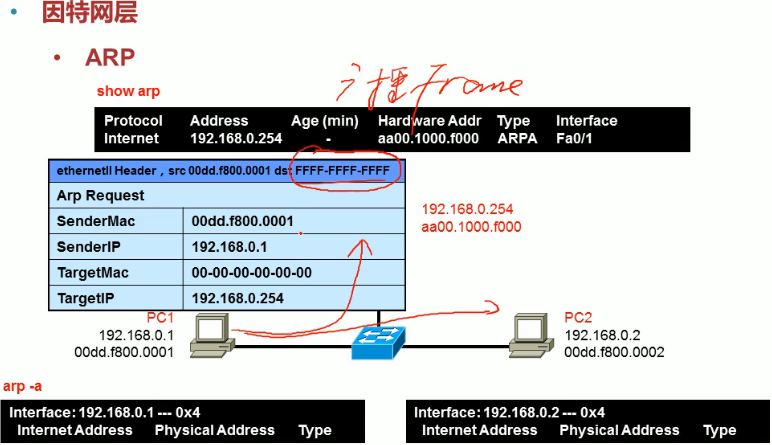 因特网层
ARP
show arp
广播Frame
Protocol Address Age (min) Hardware Addr Type Interface
Internet 192.168.0.254 - aa00.1000.f000 ARPA Fa0/1
ethernetII Header，src 00dd.f800.0001 dst FFFF-FFFF-FFFF
Arp Request
SenderMac 00dd.f800.0001
SenderIP 192.168.0.1
TargetMac 00-00-00-00-00-00
TargetIP 192.168.0.254
192.168.0.254
aa00.1000.f000
PC1
192.168.0.1
00dd.f800.0001
PC2
192.168.0.2
00dd.f800.0002
arp -a
Interface: 192.168.0.1 --- 0x4
Internet Address Physical Address Type
Interface: 192.168.0.2 --- 0x4
Internet Address Physical Address Type